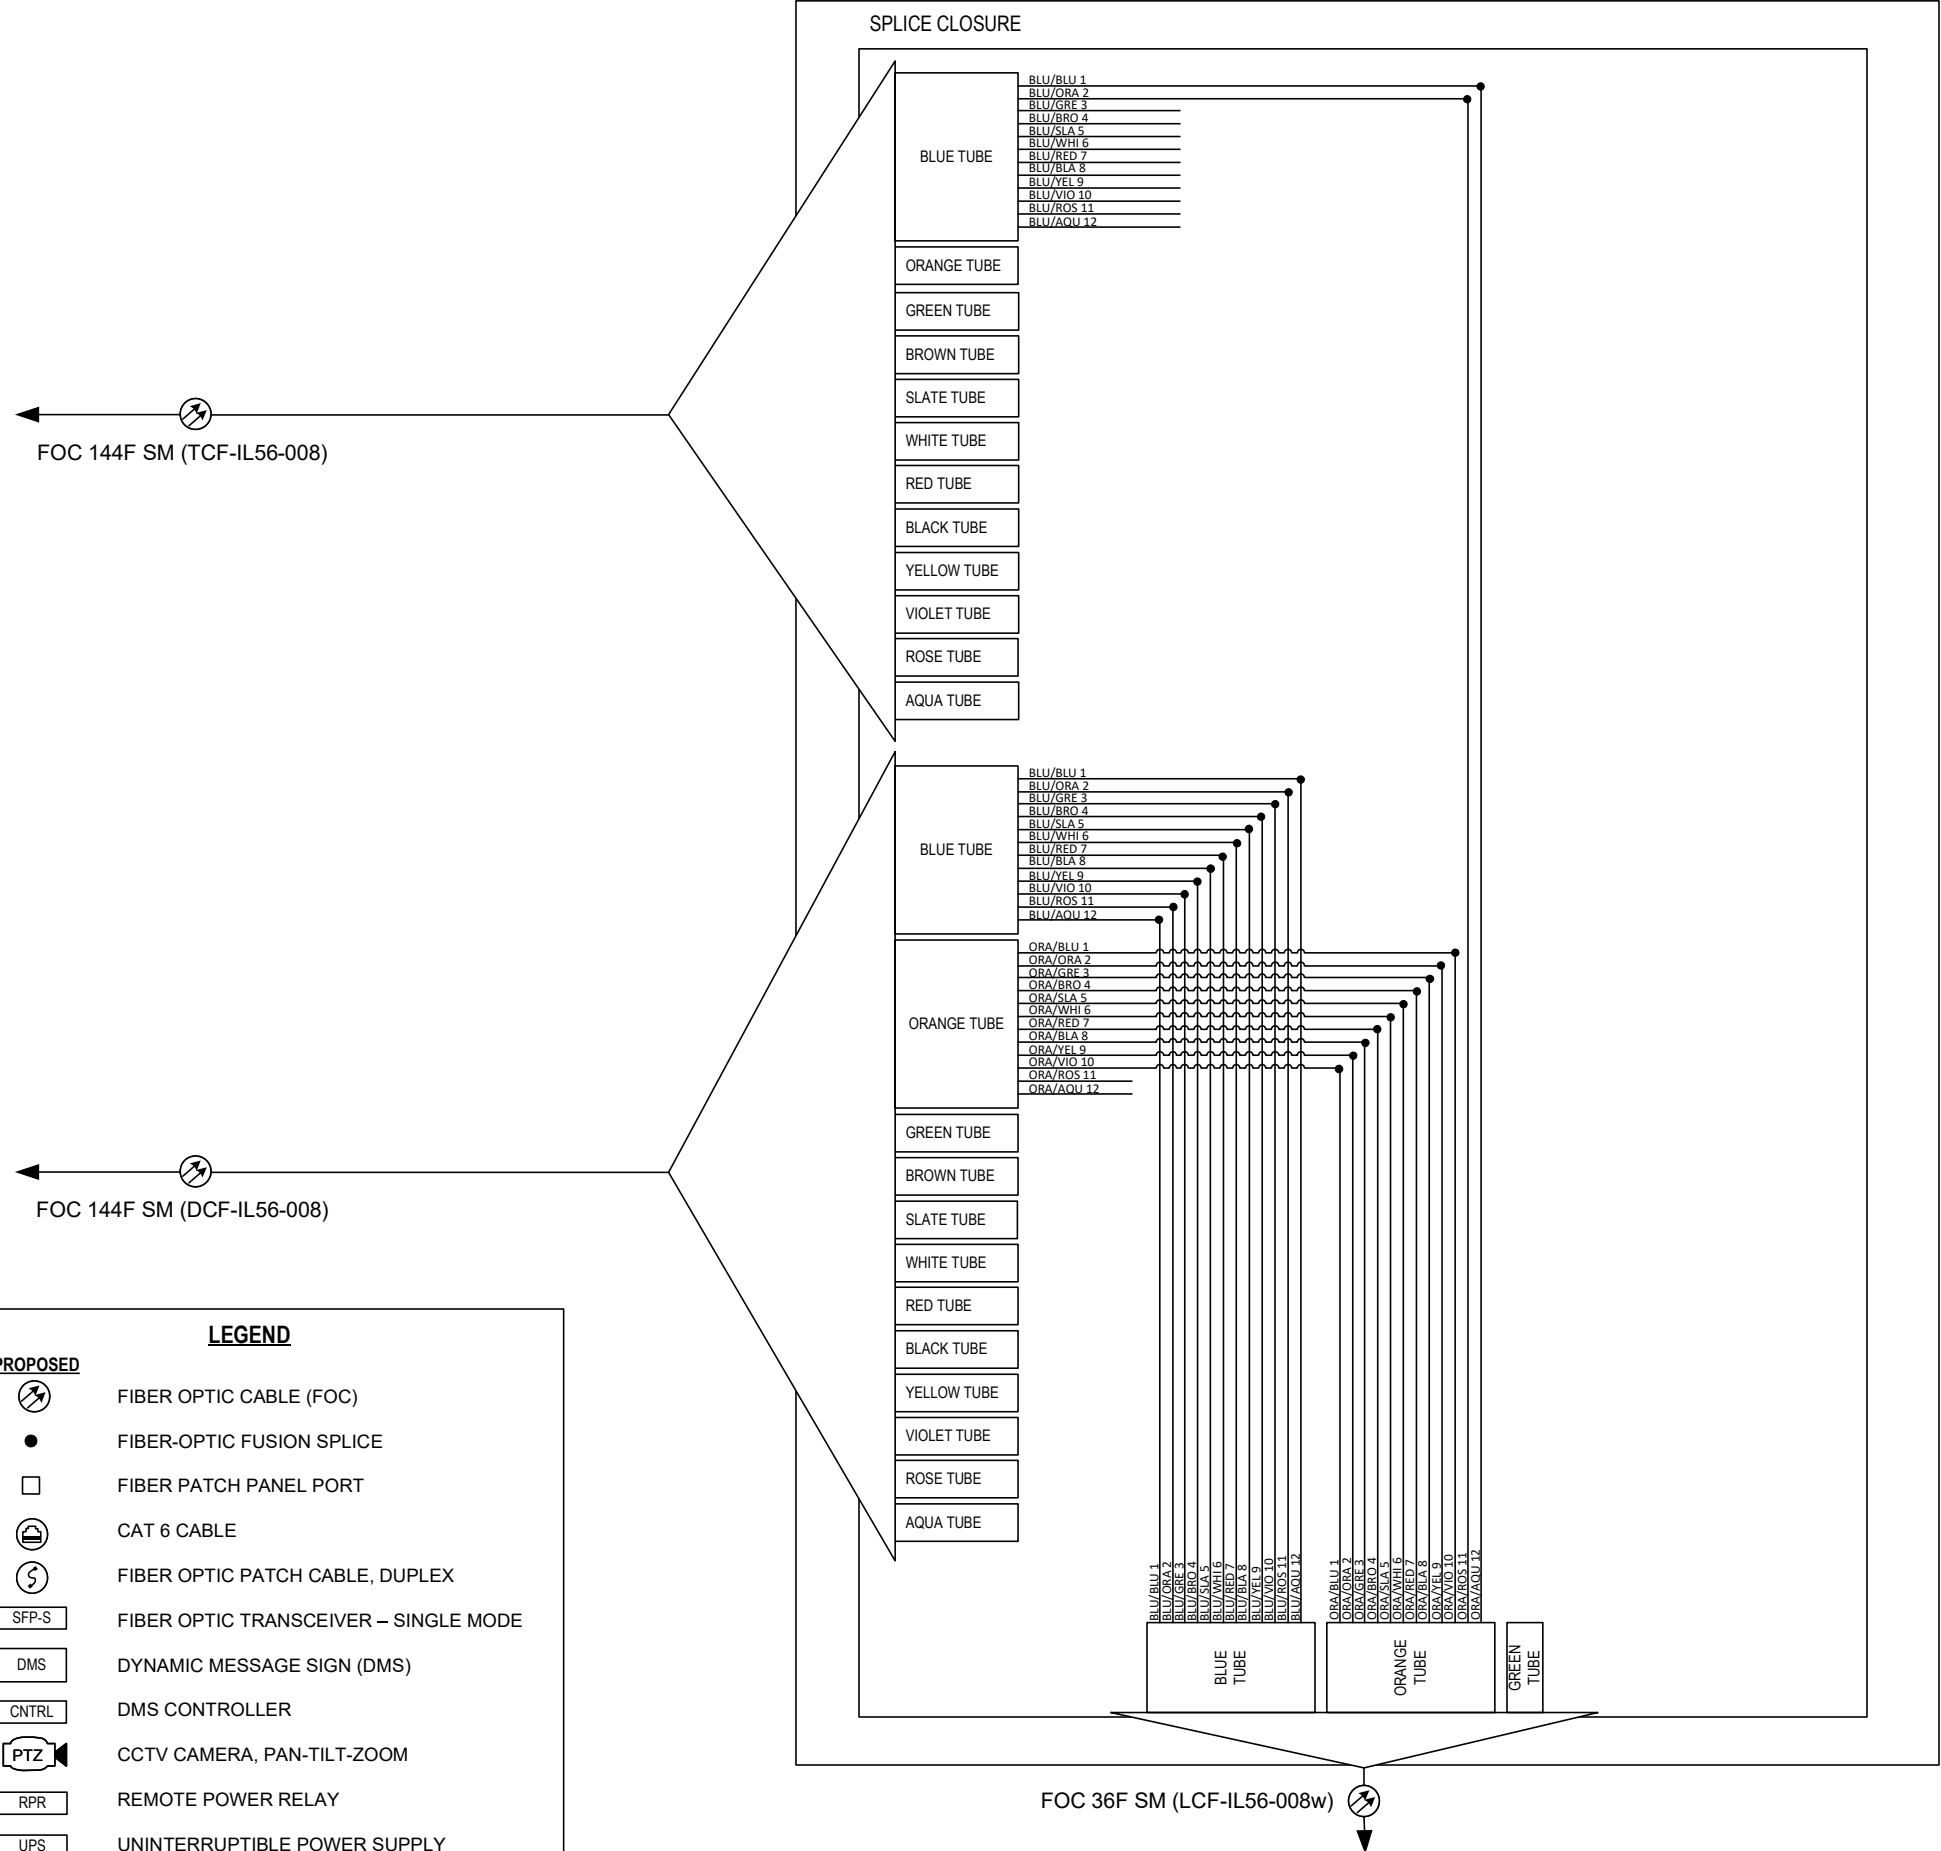 SPLICE CLOSURE
BLU/BLU 1
BLU/ORA 2
BLU/GRE 3
BLU/BRO 4
BLU/SLA 5
BLU/WHI 6
BLU/RED 7
BLU/BLA 8
BLU/YEL 9
BLU/VIO 10
BLU/ROS 11
BLU/AQU 12
BLUE TUBE
ORANGE TUBE
GREEN TUBE
BROWN TUBE
SLATE TUBE
WHITE TUBE
RED TUBE
BLACK TUBE
YELLOW TUBE
VIOLET TUBE
ROSE TUBE
AQUA TUBE
FOC 144F SM (TCF-IL56-008)
BLU/BLU 1
BLU/ORA 2
BLU/GRE 3
BLU/BRO 4
BLU/SLA 5
BLU/WHI 6
BLU/RED 7
BLU/BLA 8
BLU/YEL 9
BLU/VIO 10
BLU/ROS 11
BLU/AQU 12
BLUE TUBE
ORA/BLU 1
ORA/ORA 2
ORA/GRE 3
ORA/BRO 4
ORA/SLA 5
ORA/WHI 6
ORA/RED 7
ORA/BLA 8
ORA/YEL 9
ORA/VIO 10
ORA/ROS 11
ORA/AQU 12
ORANGE TUBE
GREEN TUBE
BROWN TUBE
SLATE TUBE
WHITE TUBE
RED TUBE
BLACK TUBE
YELLOW TUBE
VIOLET TUBE
ROSE TUBE
AQUA TUBE
FOC 144F SM (DCF-IL56-008)
BLU/BLU 1
BLU/ORA 2
BLU/GRE 3
BLU/BRO 4
BLU/SLA 5
BLU/WHI 6
BLU/RED 7
BLU/BLA 8
BLU/YEL 9
BLU/VIO 10
BLU/ROS 11
BLU/AQU 12
ORA/BLU 1
ORA/ORA 2
ORA/GRE 3
ORA/BRO 4
ORA/SLA 5
ORA/WHI 6
ORA/RED 7
ORA/BLA 8
ORA/YEL 9
ORA/VIO 10
ORA/ROS 11
ORA/AQU 12
BLUE
TUBE
ORANGE
TUBE
GREEN
TUBE
FOC 36F SM (LCF-IL56-008w)
LEGEND
PROPOSED
FIBER OPTIC CABLE (FOC)
FIBER-OPTIC FUSION SPLICE
FIBER PATCH PANEL PORT
CAT 6 CABLE
FIBER OPTIC PATCH CABLE, DUPLEX
SFP-S FIBER OPTIC TRANSCEIVER – SINGLE MODE
DMS DYNAMIC MESSAGE SIGN (DMS)
CNTRL DMS CONTROLLER
PTZ CCTV CAMERA, PAN-TILT-ZOOM
RPR REMOTE POWER RELAY
UPS UNINTERRUPTIBLE POWER SUPPLY